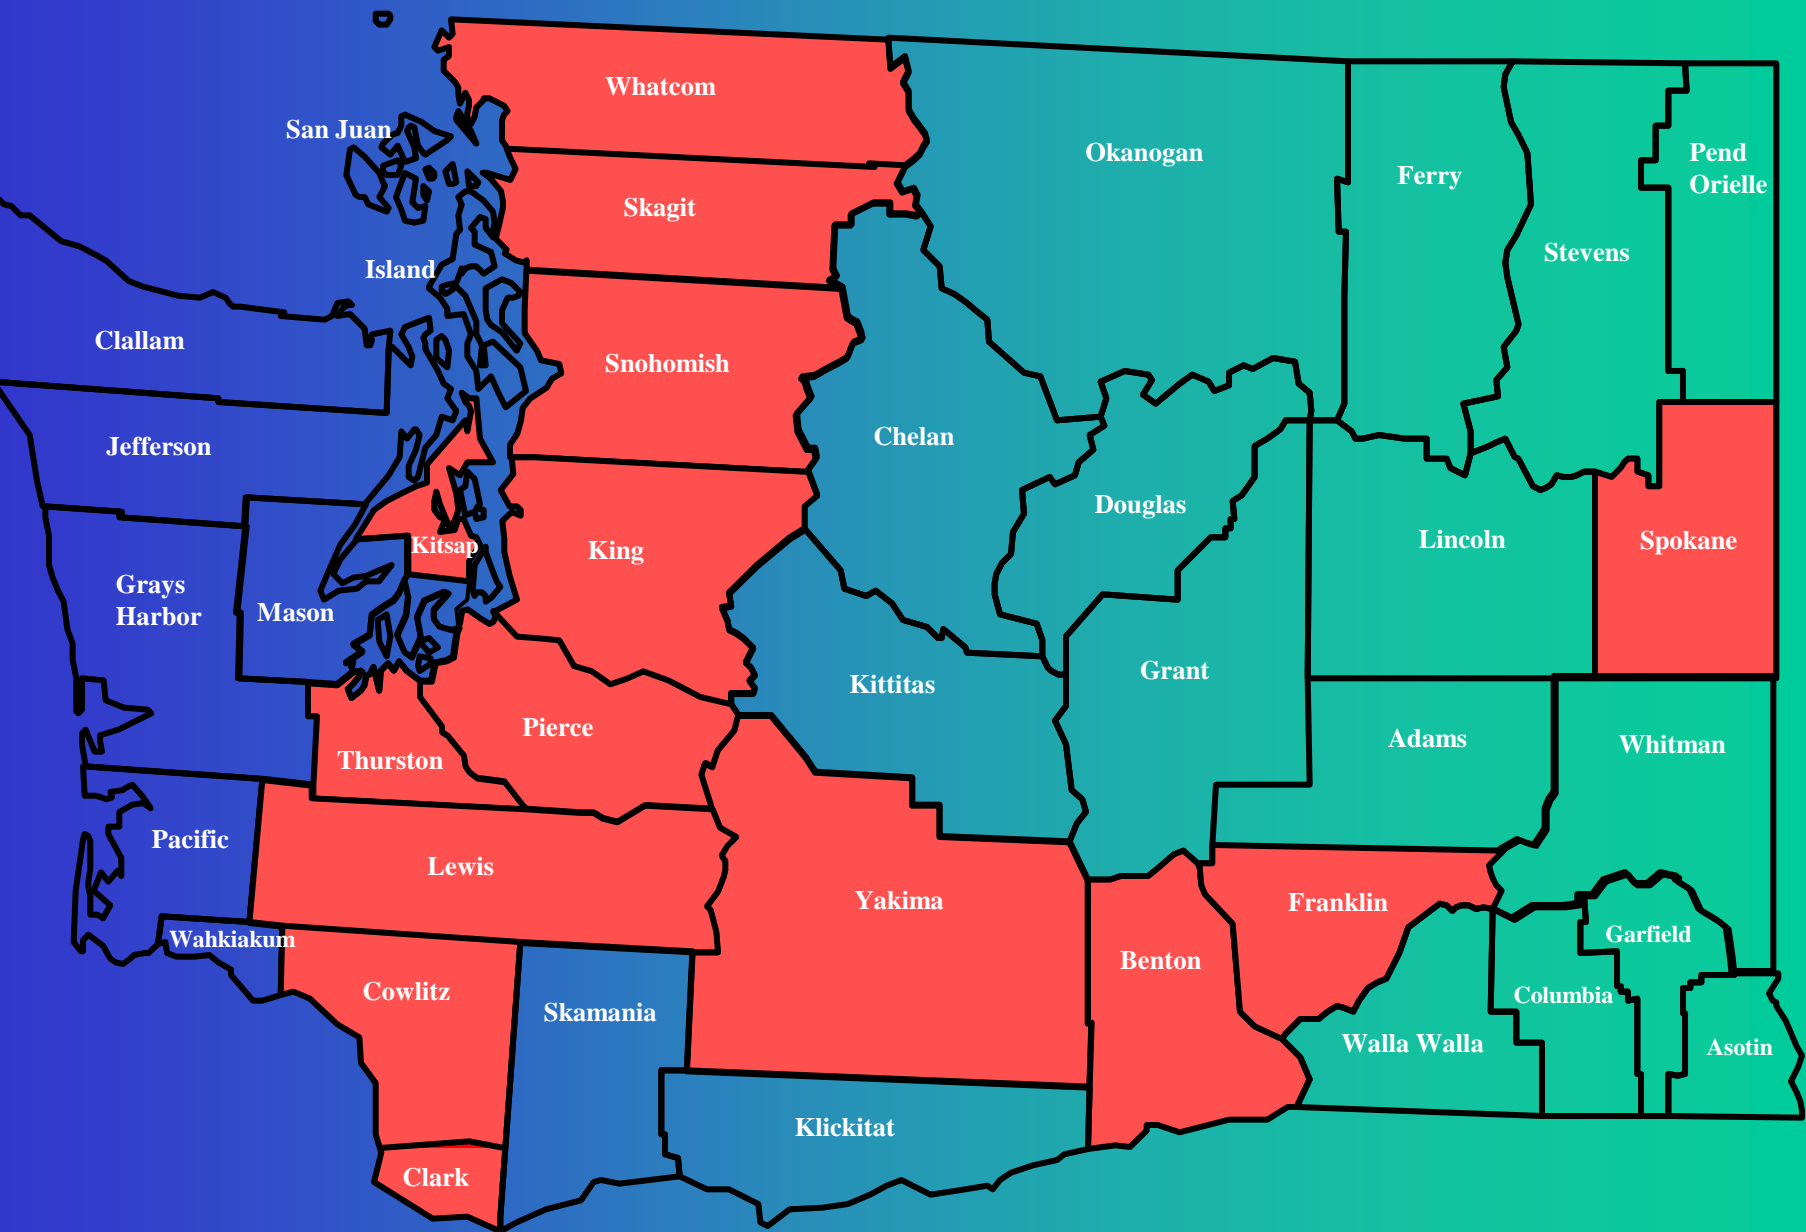 Whatcom
San Juan
Okanogan
Pend
Orielle
Ferry
Skagit
Stevens
Island
Clallam
Snohomish
Chelan
Jefferson
Douglas
Lincoln
Spokane
Kitsap
King
Grays
Harbor
Mason
Grant
Kittitas
Pierce
Adams
Whitman
Thurston
Pacific
Lewis
Yakima
Franklin
Garfield
Wahkiakum
Benton
Cowlitz
Columbia
Skamania
Walla Walla
Asotin
Klickitat
Clark